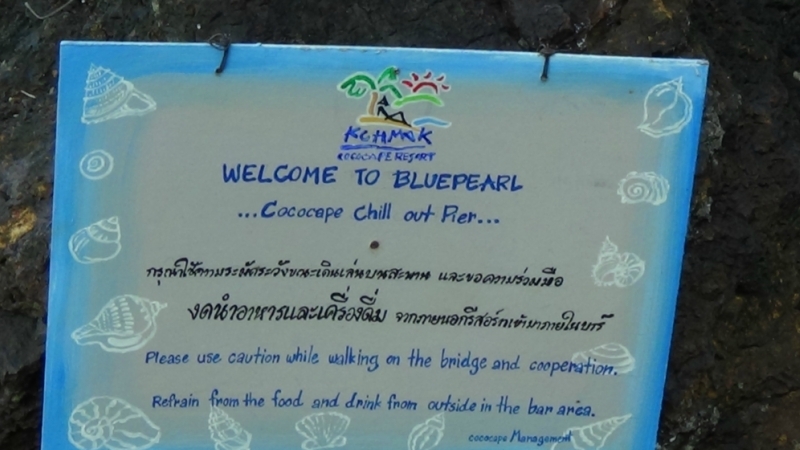 KOHMAK
COCOCAPE RESORT
WELCOME TO BLUEPEARL
...Cococape chill out Pier...
กรุณาใช้ความระมัดระวังขณะเดินเล่นบนสะพาน และขอความร่วมมือ
งดนำอาหารและเครื่องดื่ม จากภายนอกรีสอร์ทเข้ามาภายในบาร์
Please use caution while walking on the bridge and cooperation.
Refrain from the food and drink from outside in the bar area.
cococape Management